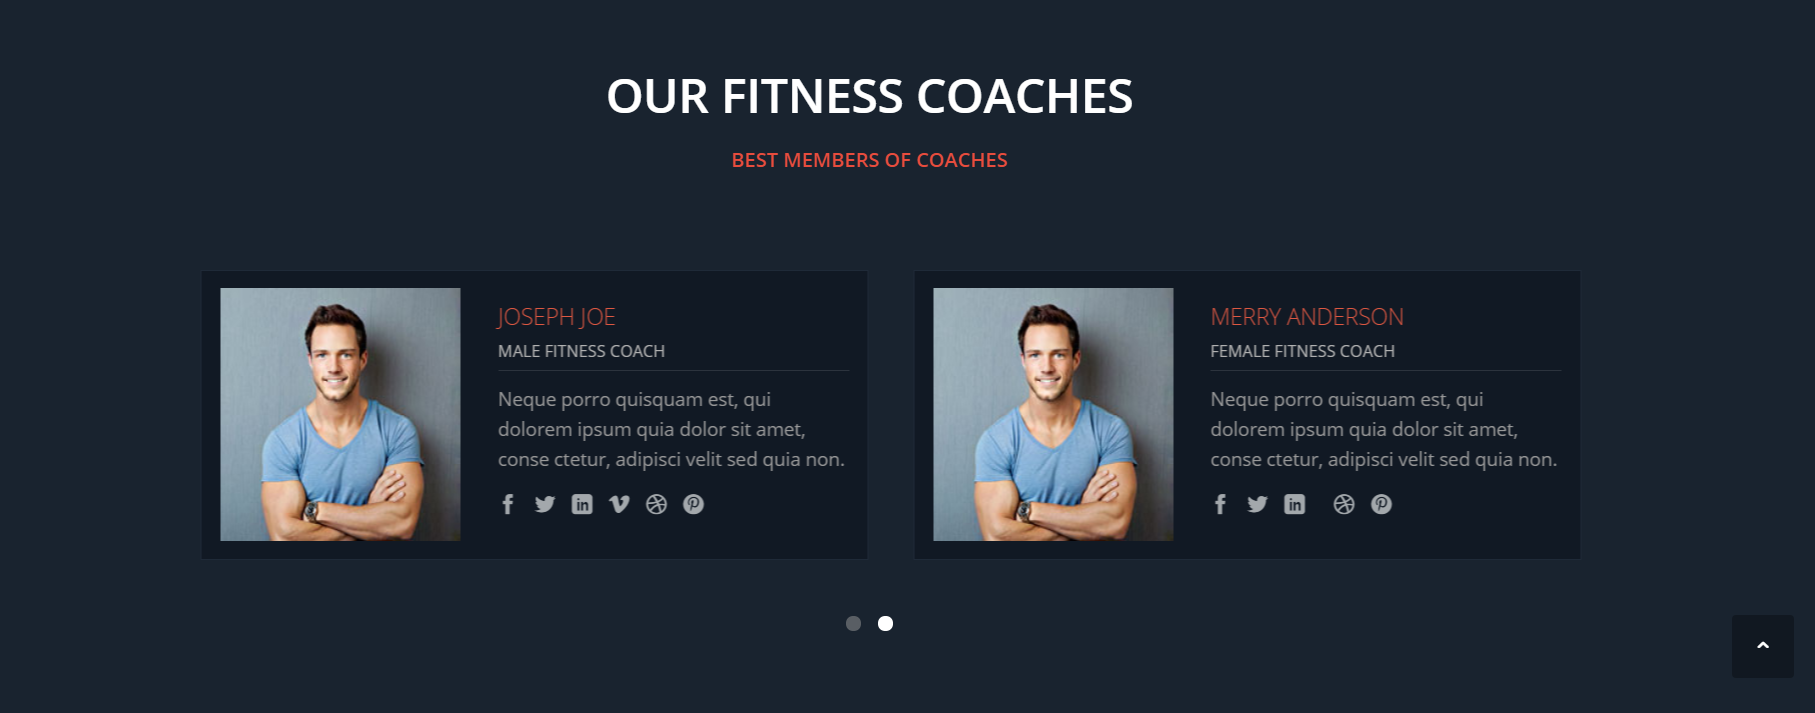 OUR FITNESS COACHES
BEST MEMBERS OF COACHES
JOSEPH JOE
MALE FITNESS COACH
Neque porro quisquam est, qui
dolorem ipsum quia dolor sit amet,
conse ctetur, adipisci velit sed quia non.
MERRY ANDERSON
FEMALE FITNESS COACH
Neque porro quisquam est, qui
dolorem ipsum quia dolor sit amet,
conse ctetur, adipisci velit sed quia non.